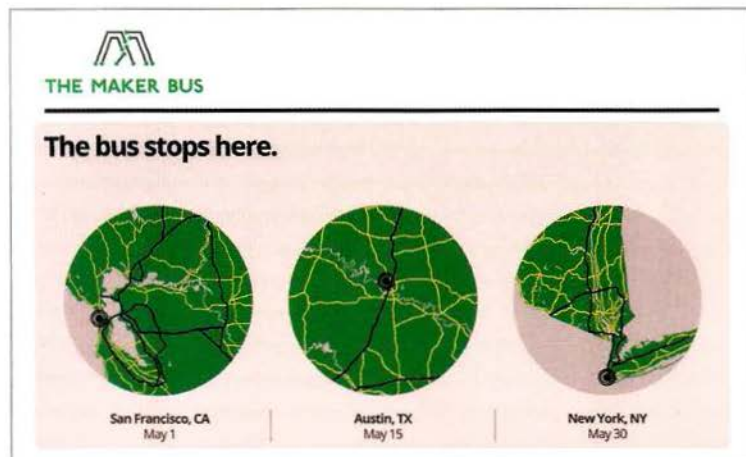 THE MAKER BUS
The bus stops here.
San Francisco, CA
May 1
Austin, TX
May 15
New York, NY
May 30